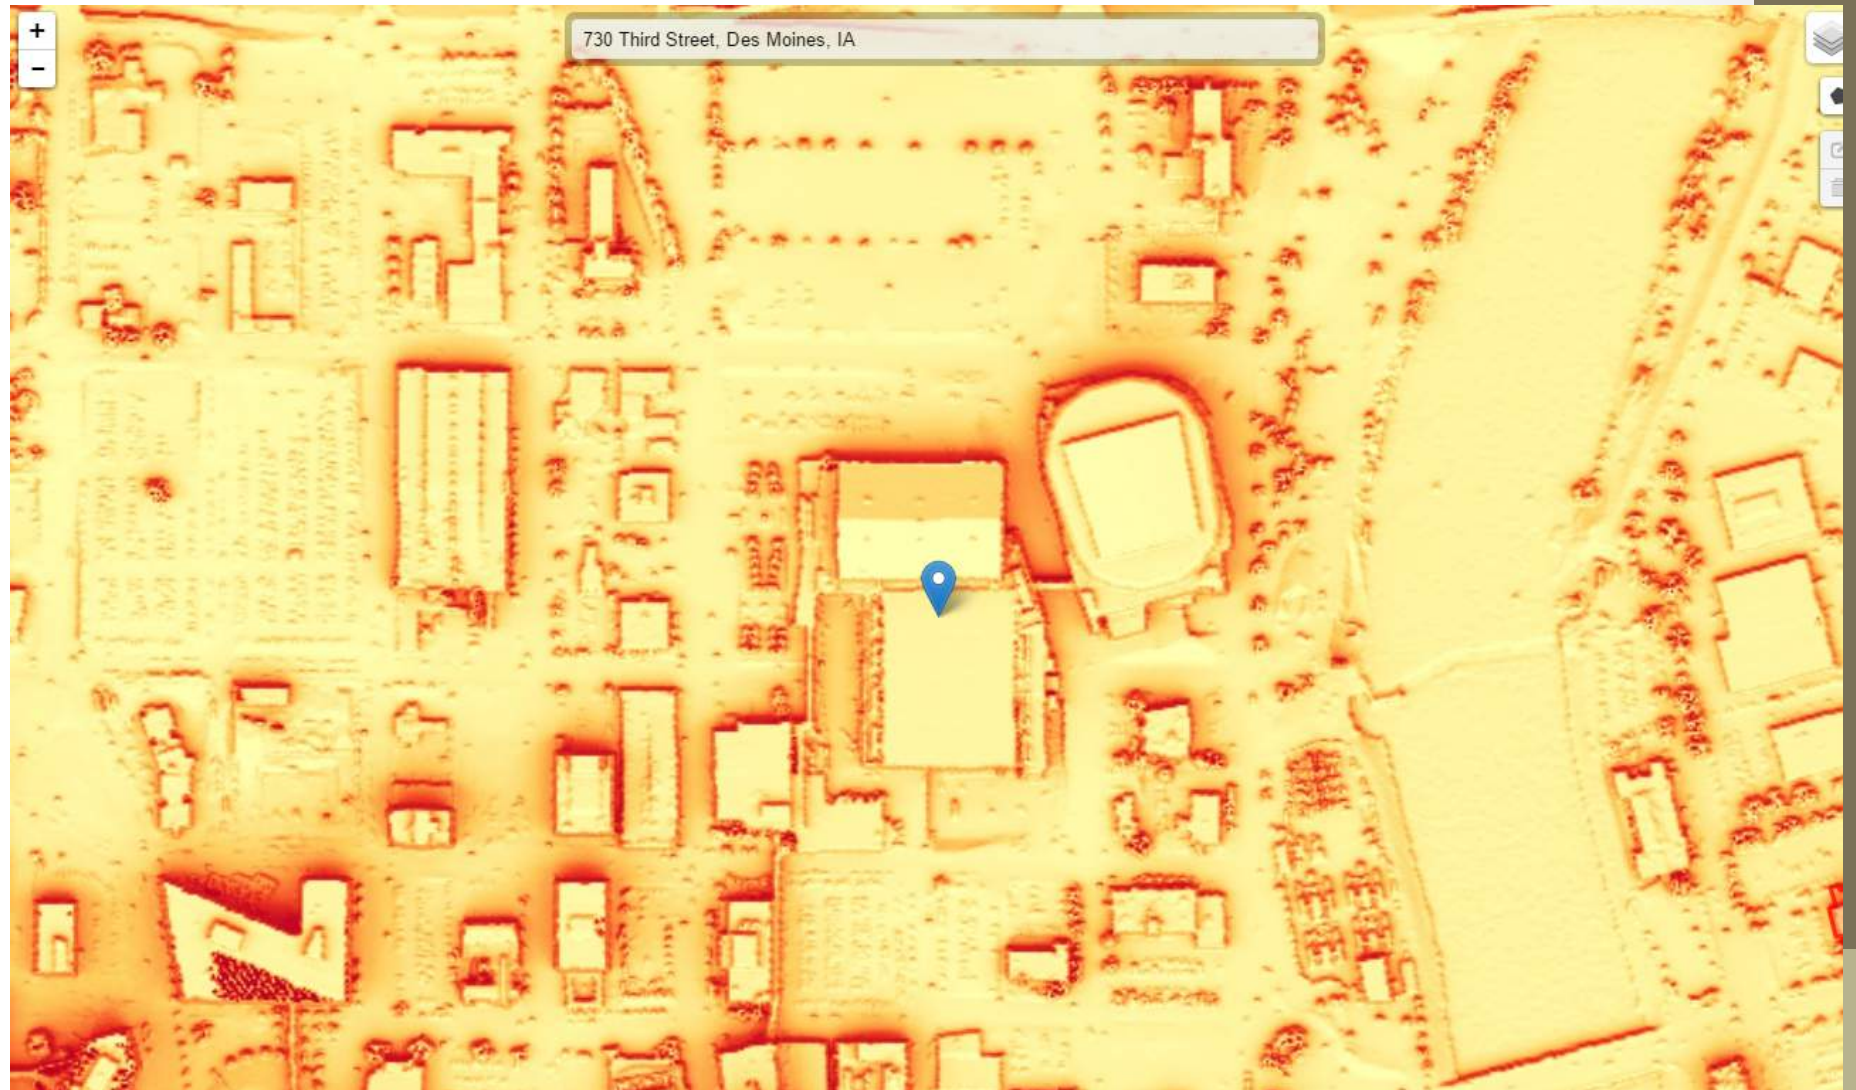 +
730 Third Street, Des Moines, IA
−